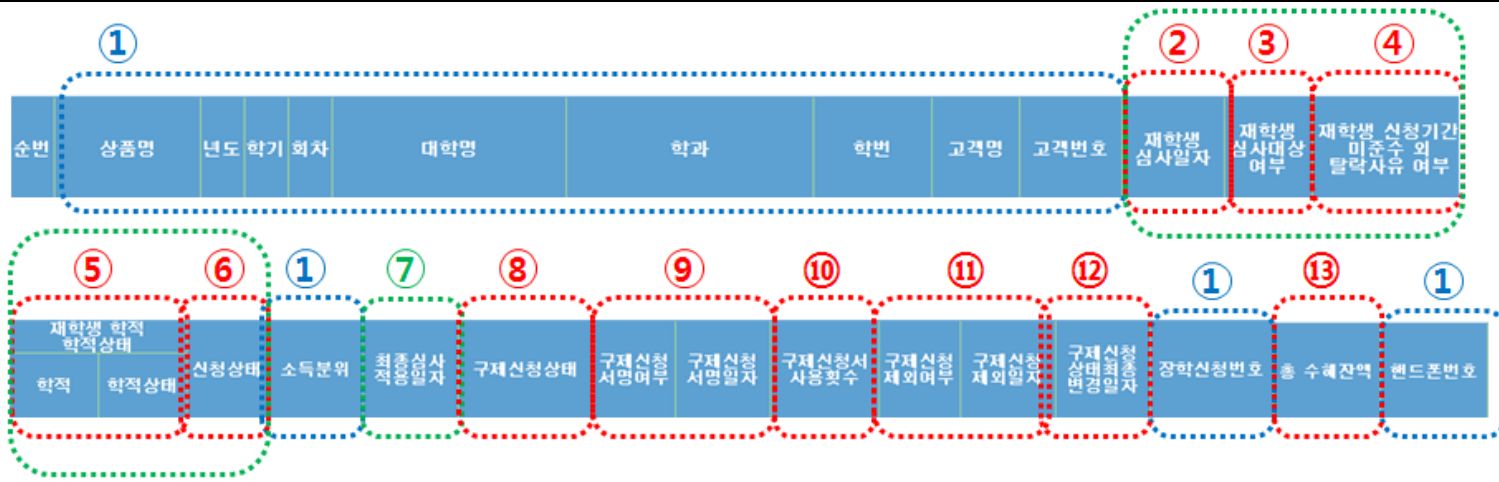 ① ② ③ ④
순번 상품명 년도 학기 회차 대학명 학과 학번 고객명 고객번호
재학생
심사일자
재학생
심사대상
여부
재학생 신청기간
미준수 외
탈락사유 여부
⑤ ⑥ ① ⑦ ⑧ ⑨ ⑩ ⑪ ⑫ ① ⑬ ①
재학생 학적
학적상태
학적 학적상태
신청상태
소득분위
최종심사
적용일자
구제신청상태
구제신청
서명여부
구제신청
서명일자
구제신청서
사용횟수
구제신청
제외여부
구제신청
제외일자
구제신청
상태최종
변경일자
장학신청번호
총 수혜잔액
핸드폰번호